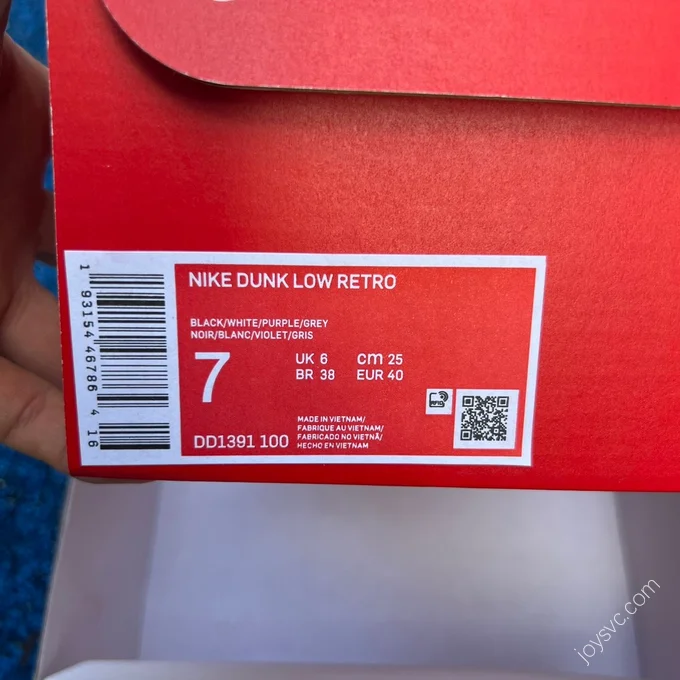 NIKE DUNK LOW RETRO
BLACK/WHITE/PURPLE/GREY
NOIR/BLANC/VIOLET/GRIS
7
UK 6 cm 25
BR 38 EUR 40
DD1391 100
MADE IN VIETNAM/
FABRIQUE AU VIETNAM/
FABRICADO NO VIETNÃ/
HECHO EN VIETNAM
1 93154 46786 4 16
joysvc.com